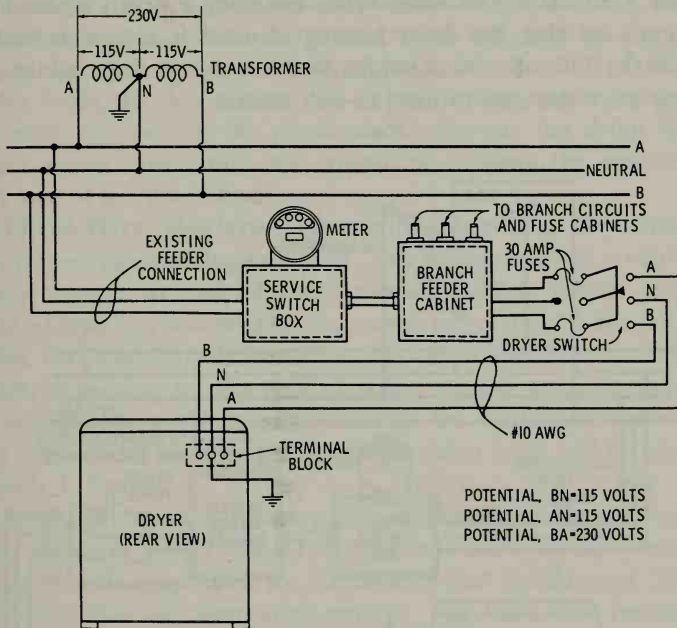 230V
115V 115V
TRANSFORMER
A N B
A
NEUTRAL
B
TO BRANCH CIRCUITS
AND FUSE CABINETS
METER
EXISTING
FEEDER
CONNECTION
SERVICE
SWITCH
BOX
BRANCH
FEEDER
CABINET
30 AMP
FUSES
A
N
B
DRYER SWITCH
B
N
A
#10 AWG
TERMINAL
BLOCK
DRYER
(REAR VIEW)
POTENTIAL, BN=115 VOLTS
POTENTIAL, AN=115 VOLTS
POTENTIAL, BA=230 VOLTS